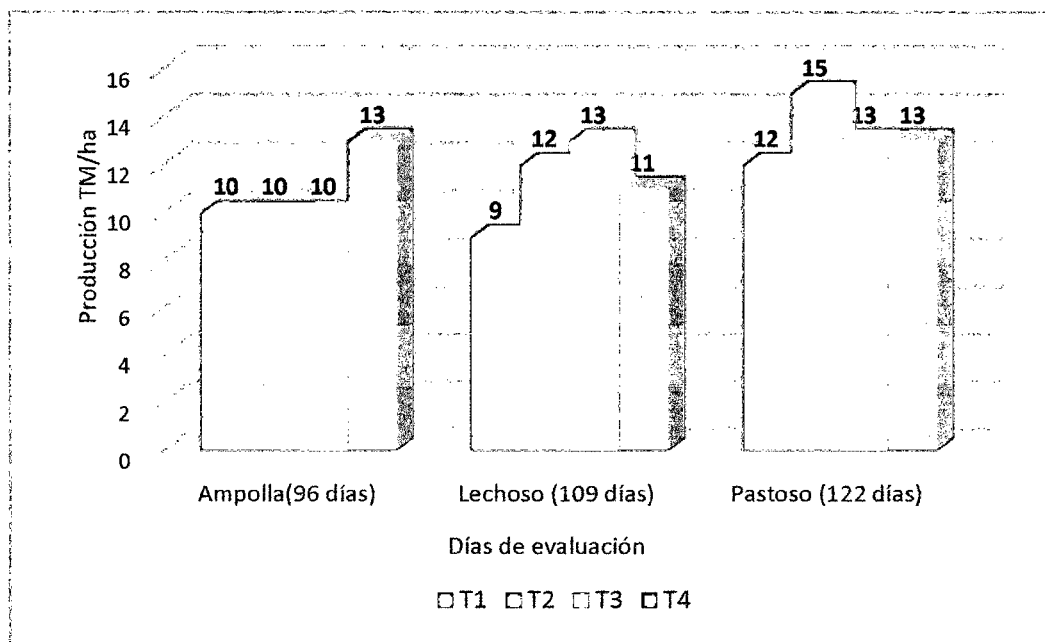 Producción TM/ha
16
14
12
10
8
6
4
2
0
10 10 10 13
9 12 13 11
12 15 13 13
Ampolla(96 días) Lechoso (109 días) Pastoso (122 días)
Días de evaluación
T1 T2 T3 T4